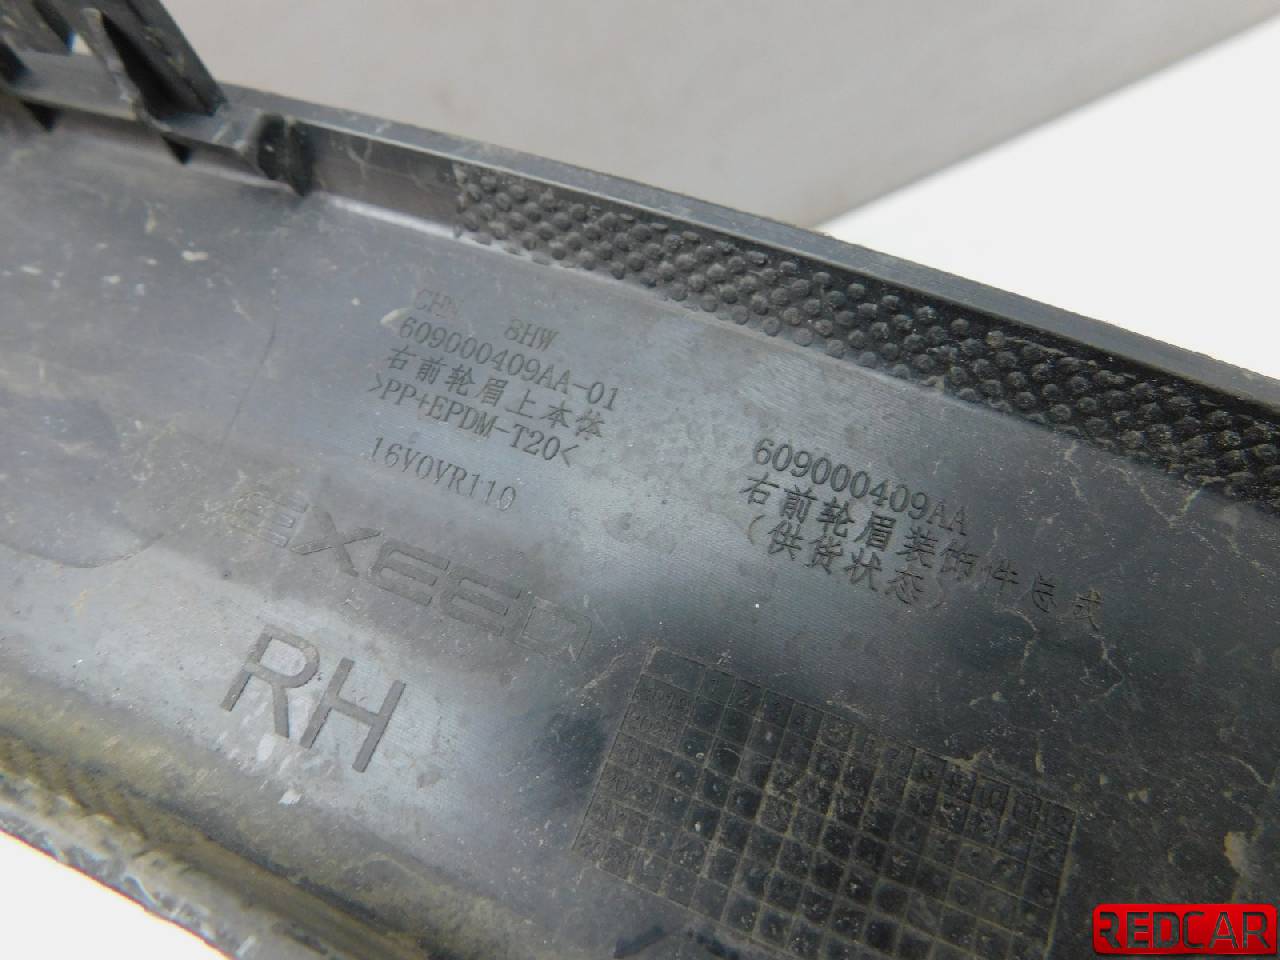 CHN 8HW
609000409AA-01
右前轮眉上本体
>PP+EPDM-T20<
16V0VR110
609000409AA
右前轮眉装饰件总式
(供货状态)
EXEED
RH
REDCAR